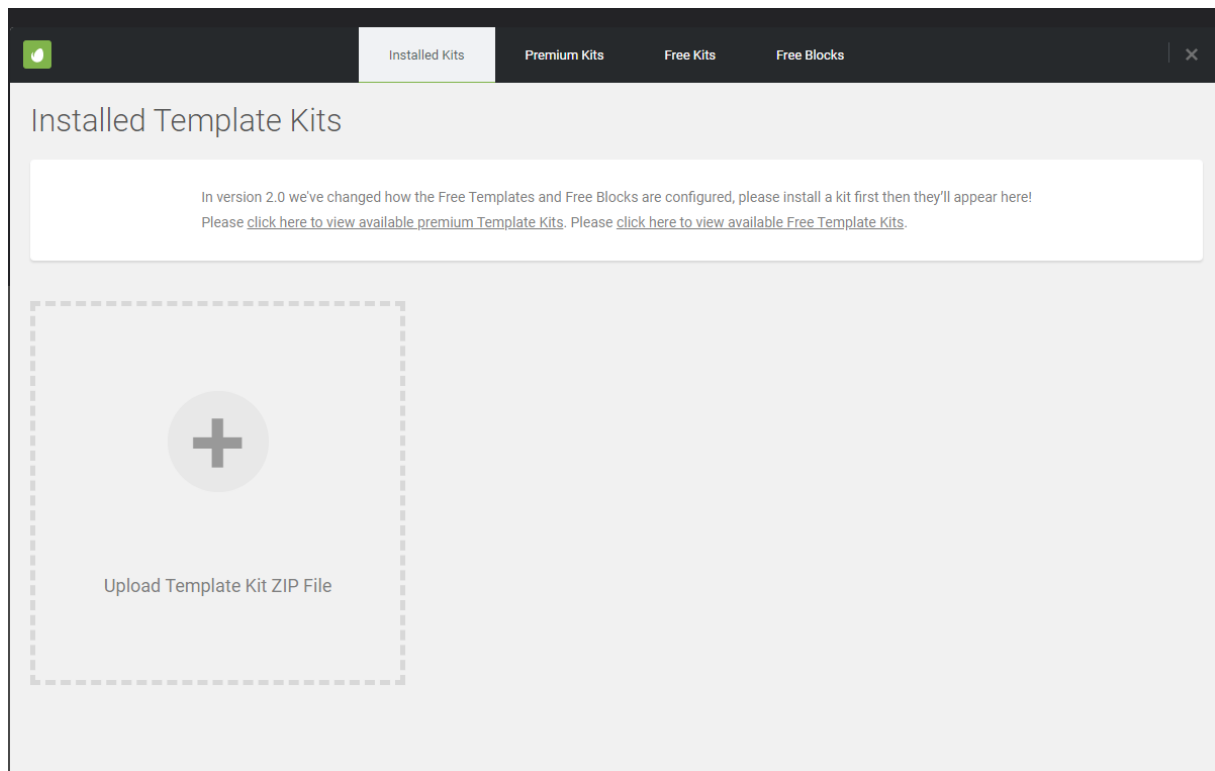 Installed Kits
Premium Kits
Free Kits
Free Blocks
Installed Template Kits
In version 2.0 we've changed how the Free Templates and Free Blocks are configured, please install a kit first then they'll appear here!
Please click here to view available premium Template Kits. Please click here to view available Free Template Kits.
Upload Template Kit ZIP File